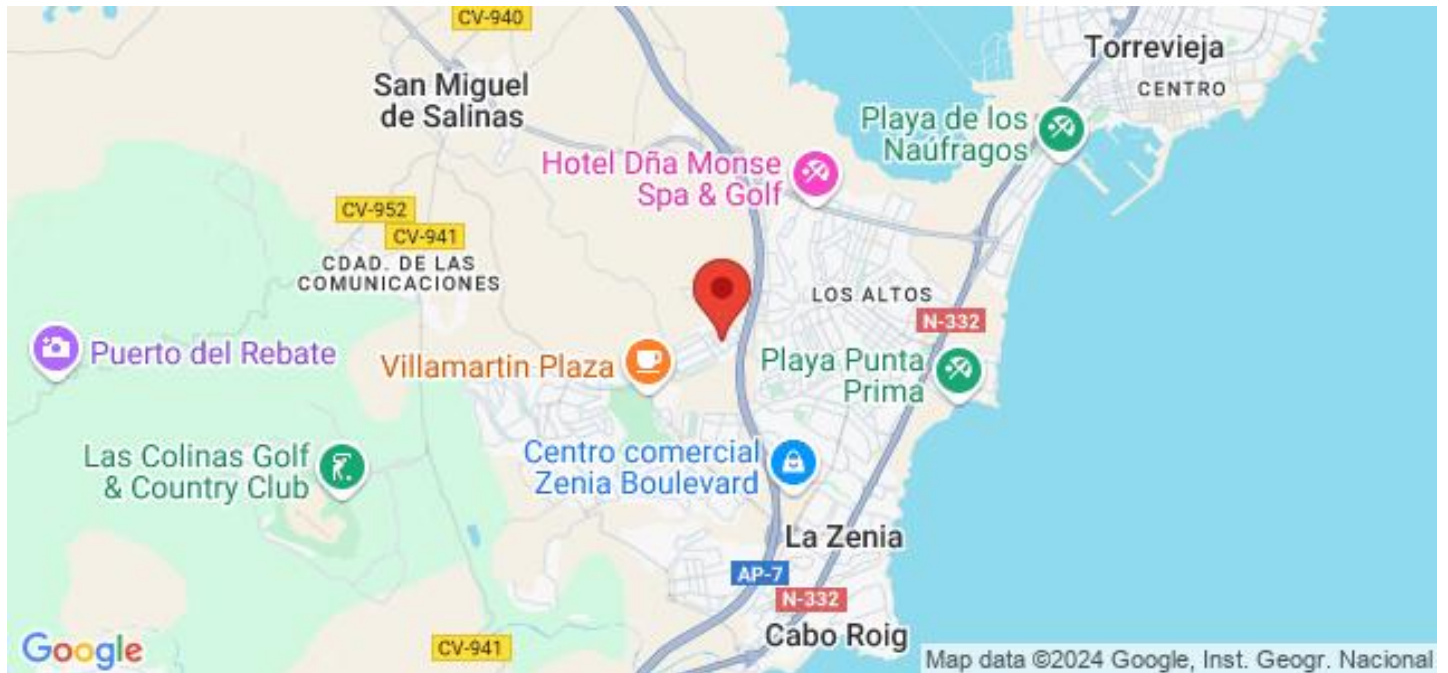 CV-940
Torrevieja
CENTRO
San Miguel
de Salinas
Playa de los
Naúfragos
Hotel Dña Monse
Spa & Golf
CV-952
CV-941
CDAD. DE LAS
COMUNICACIONES
LOS ALTOS
N-332
Puerto del Rebate
Villamartin Plaza
Playa Punta
Prima
Las Colinas Golf
& Country Club
Centro comercial
Zenia Boulevard
La Zenia
AP-7
N-332
Cabo Roig
CV-941
Google
Map data ©2024 Google, Inst. Geogr. Nacional